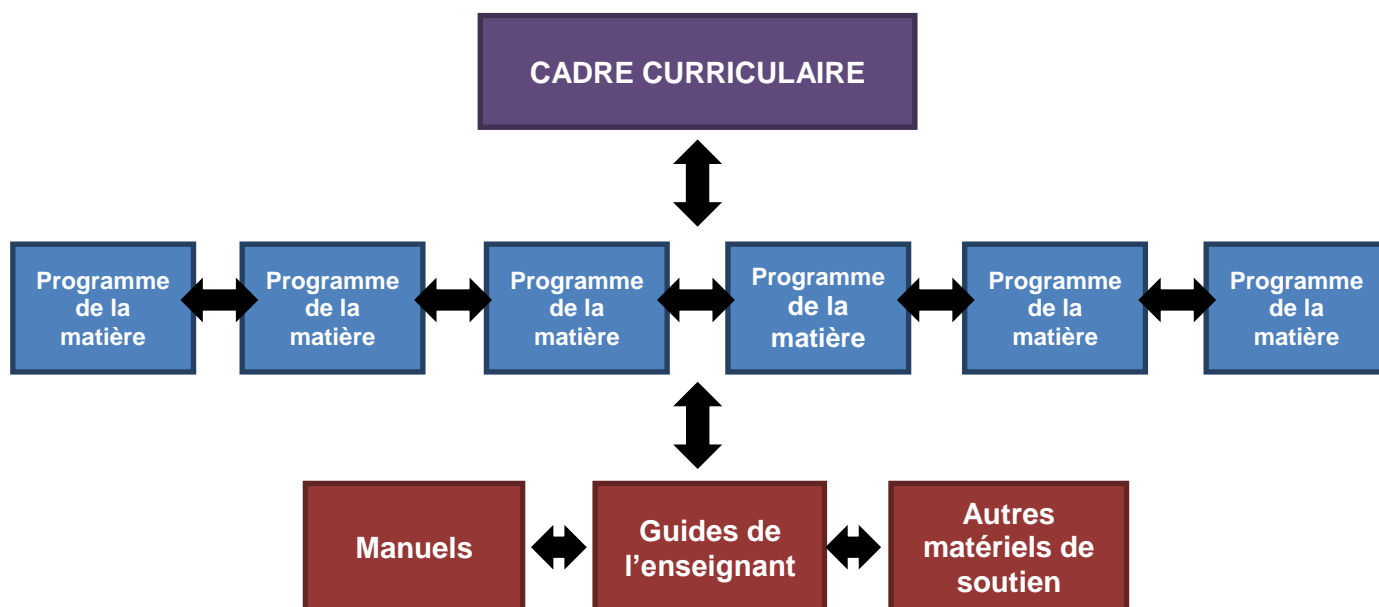 CADRE CURRICULAIRE
Programme
de la
matière
Programme
de la
matière
Programme
de la
matière
Programme
de la
matière
Programme
de la
matière
Programme
de la
matière
Manuels
Guides de
l’enseignant
Autres
matériels de
soutien